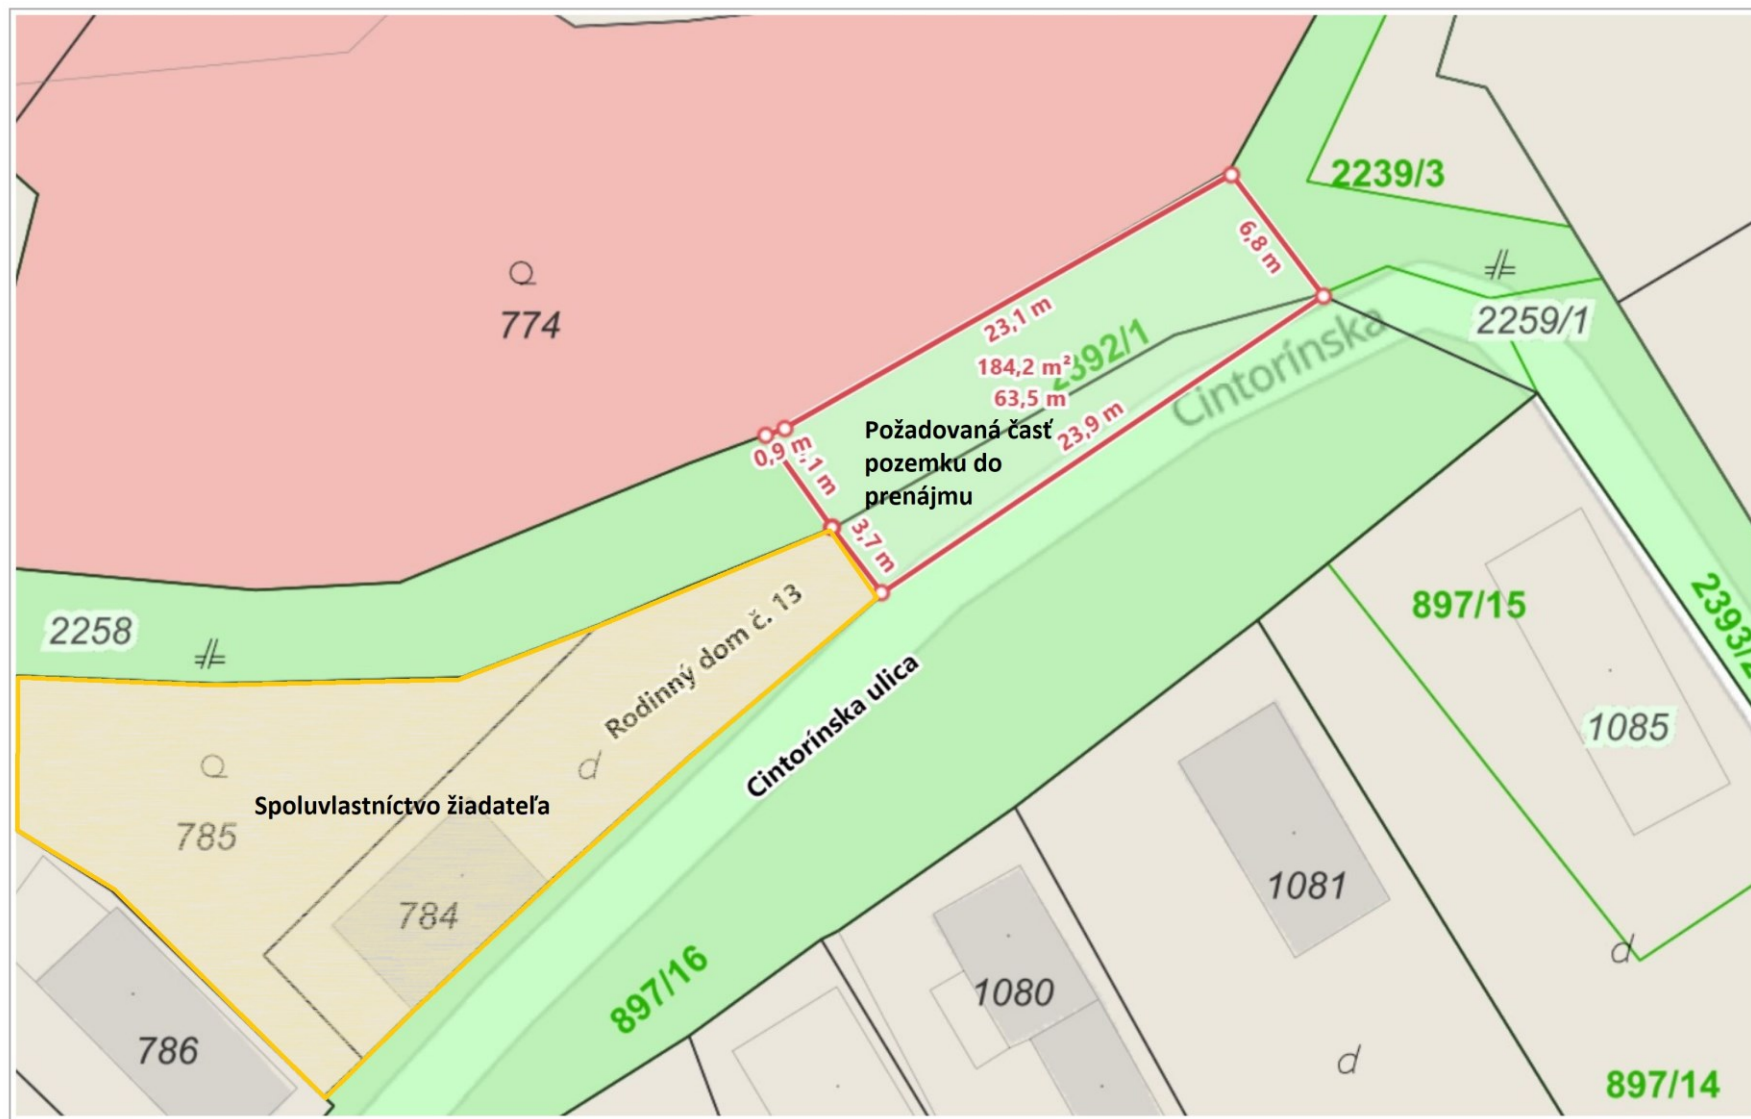 2239/3
6,8 m
774
2259/1
23,1 m
2392/1
Cintorínska
184,2 m²
63,5 m
23,9 m
Požadovaná časť
pozemku do
prenájmu
0,9 m
,1 m
3,7 m
2258
Rodinný dom č. 13
897/15
2393/2
Cintorínska ulica
1085
785
Spoluvlastníctvo žiadateľa
d
784
1081
897/16
1080
d
786
d
897/14